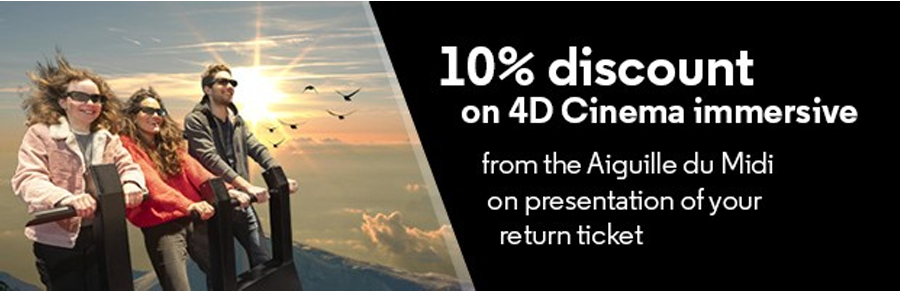 10% discount
on 4D Cinema immersive
from the Aiguille du Midi
on presentation of your
return ticket